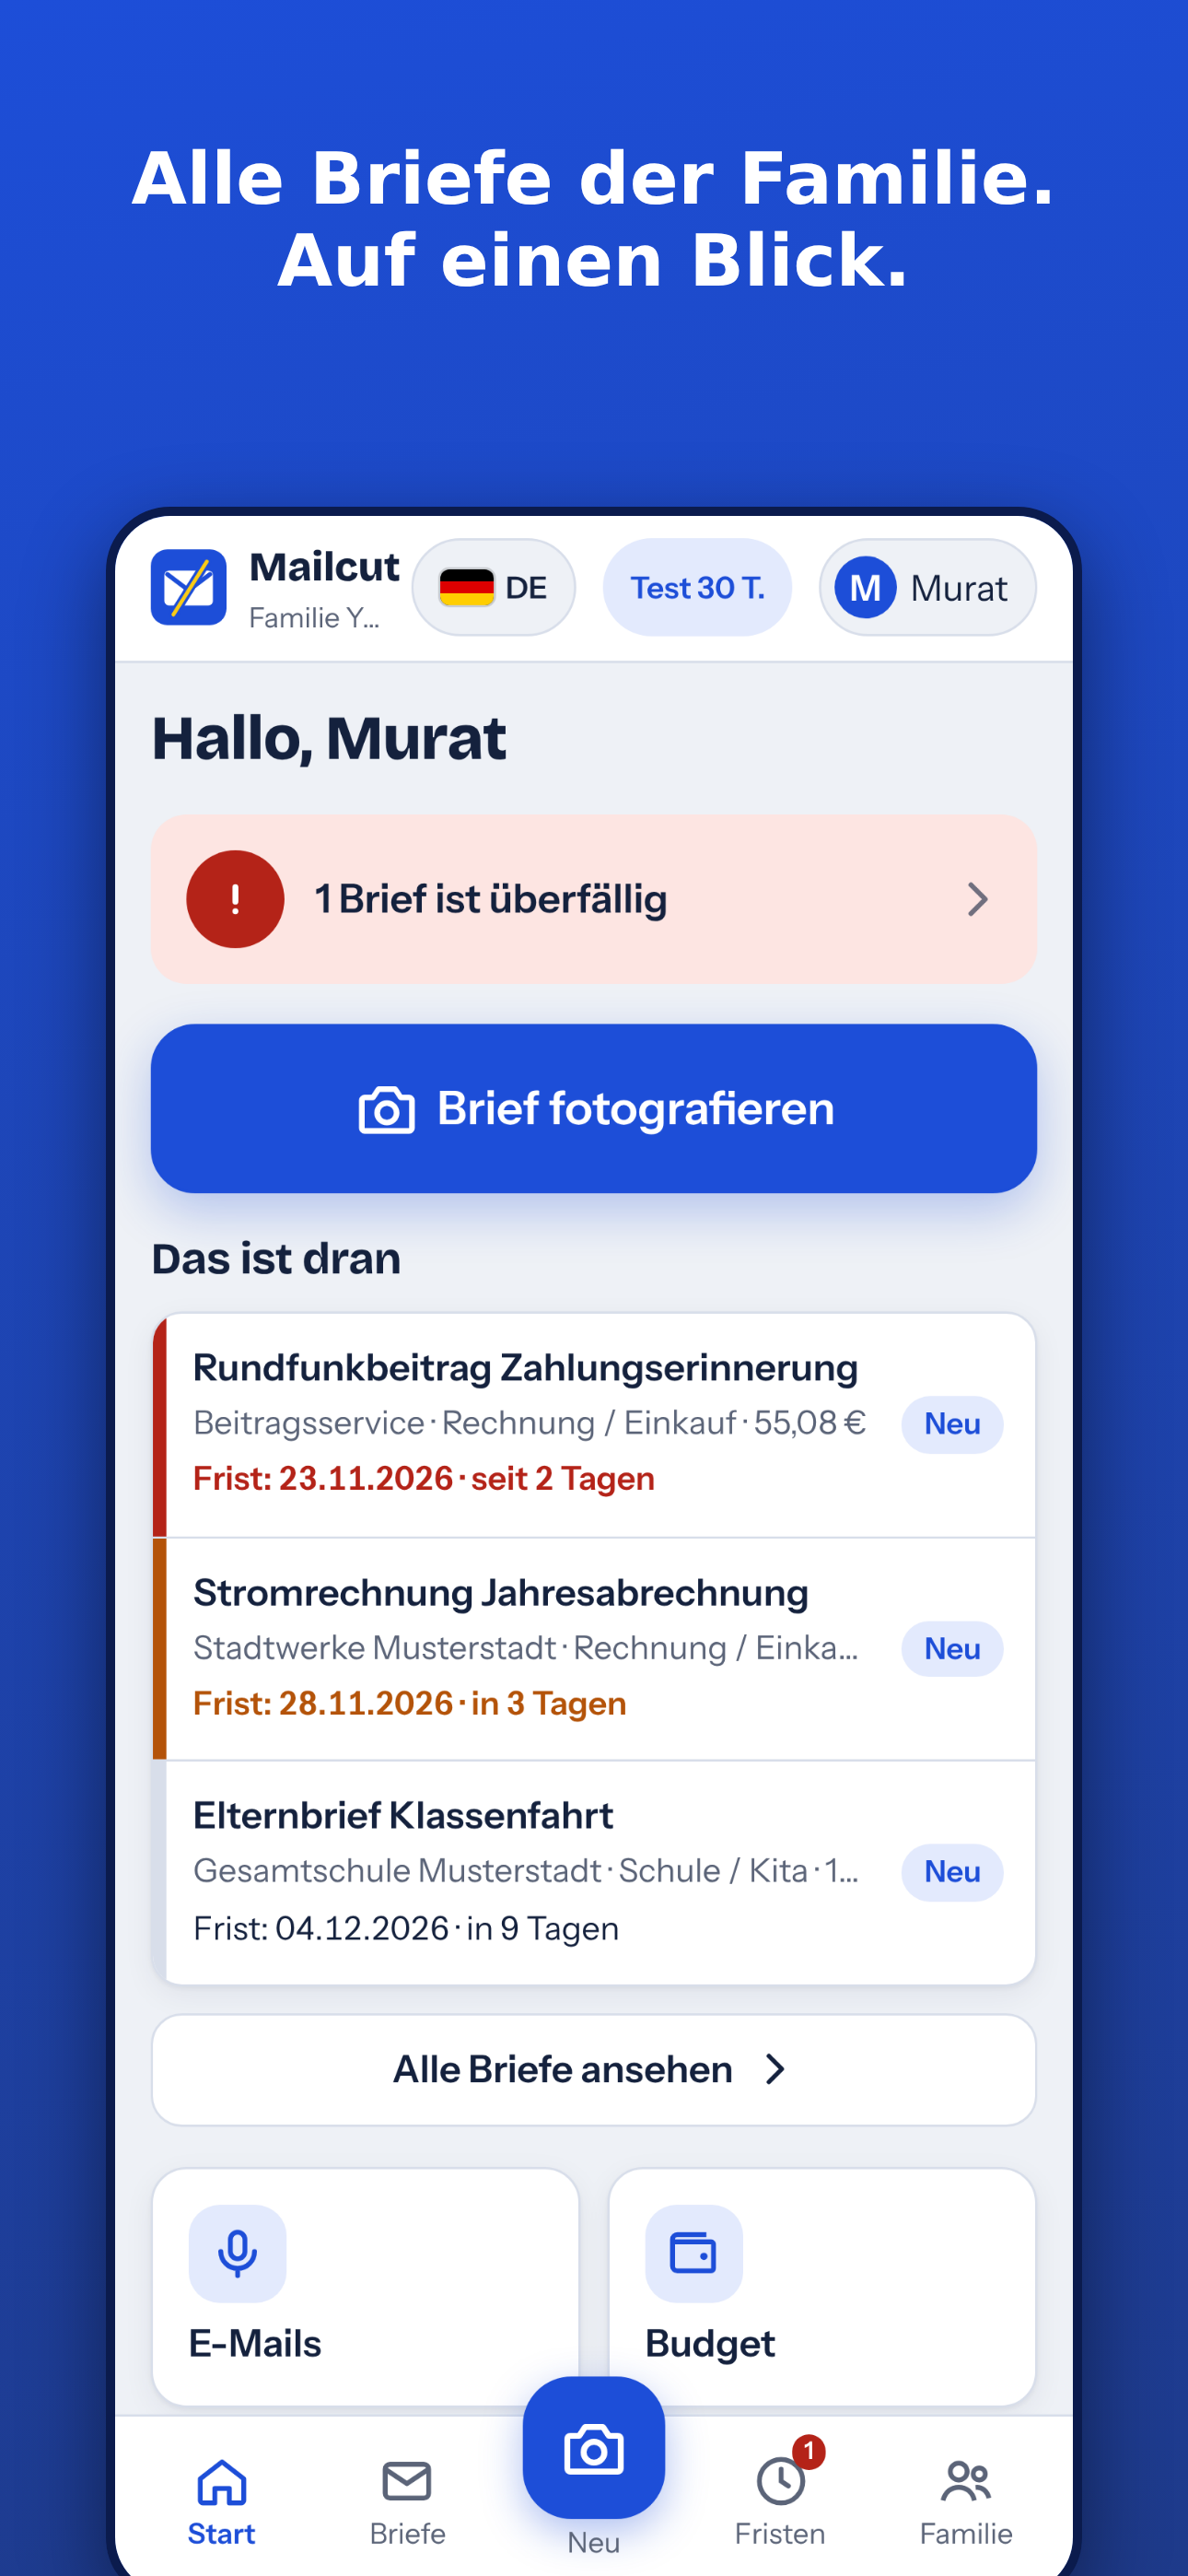 Alle Briefe der Familie.
Auf einen Blick.
Mailcut
Familie Y...
DE
Test 30 T.
M
Murat
Hallo, Murat
1 Brief ist überfällig
Brief fotografieren
Das ist dran
Rundfunkbeitrag Zahlungserinnerung
Beitragsservice · Rechnung / Einkauf · 55,08 €
Neu
Frist: 23.11.2026 · seit 2 Tagen
Stromrechnung Jahresabrechnung
Stadtwerke Musterstadt · Rechnung / Einka...
Neu
Frist: 28.11.2026 · in 3 Tagen
Elternbrief Klassenfahrt
Gesamtschule Musterstadt · Schule / Kita · 1...
Neu
Frist: 04.12.2026 · in 9 Tagen
Alle Briefe ansehen
E-Mails
Budget
1
Start
Briefe
Neu
Fristen
Familie